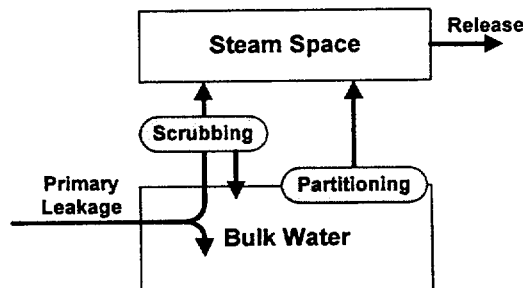 Steam Space
Release
Scrubbing
Partitioning
Primary
Leakage
Bulk Water